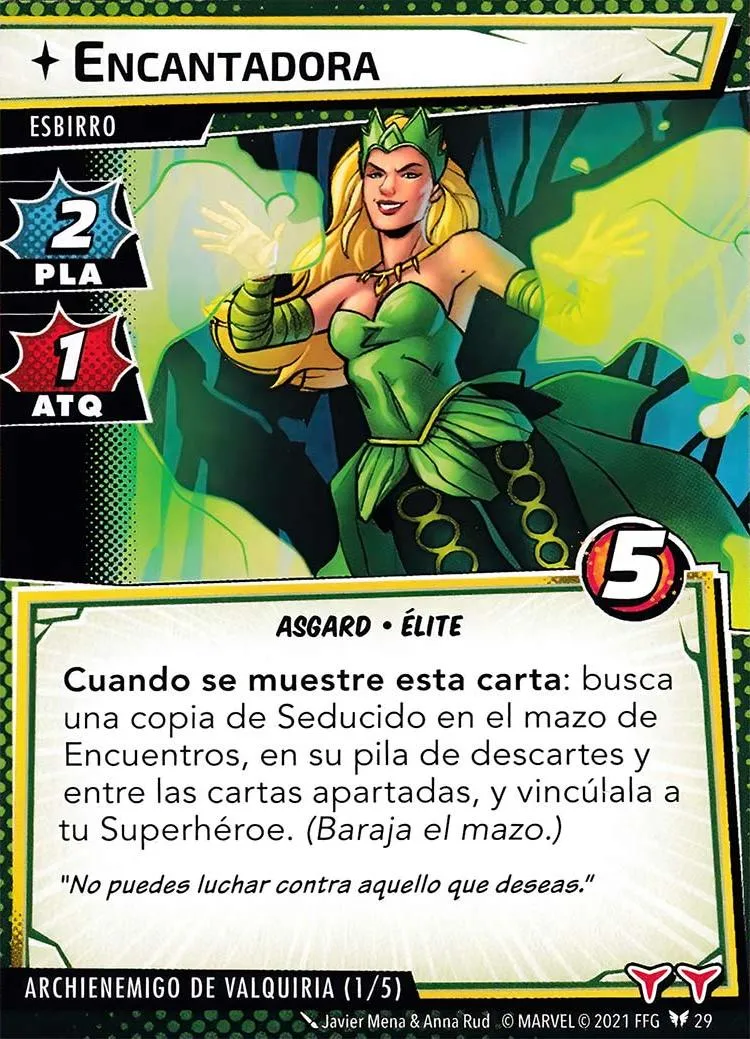 ENCANTADORA
ESBIRRO
2
PLA
1
ATQ
5
ASGARD • ÉLITE
Cuando se muestre esta carta: busca
una copia de Seducido en el mazo de
Encuentros, en su pila de descartes y
entre las cartas apartadas, y vincúlala a
tu Superhéroe. (Baraja el mazo.)
"No puedes luchar contra aquello que deseas."
ARCHIENEMIGO DE VALQUIRIA (1/5)
Javier Mena & Anna Rud © MARVEL © 2021 FFG 29